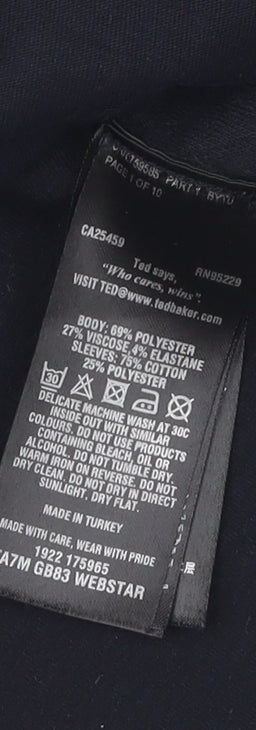 PAGE 1 OF 10 PART 1
CA25459 RN95229
Ted says,
"Who cares, wins".
VISIT TED@www.tedbaker.com
BODY: 69% POLYESTER
27% VISCOSE 4% ELASTANE
SLEEVES: 75% COTTON
25% POLYESTER
30
DELICATE MACHINE WASH AT 30C
INSIDE OUT WITH SIMILAR
COLOURS. DO NOT USE PRODUCTS
CONTAINING BLEACH, OIL OR
ALCOHOL. DO NOT TUMBLE DRY.
WARM IRON ON REVERSE. DO NOT
DRY CLEAN. DO NOT DRY IN DIRECT
SUNLIGHT. DRY FLAT.
MADE IN TURKEY
MADE WITH CARE, WEAR WITH PRIDE
1922 175965
TA7M GB83 WEBSTAR